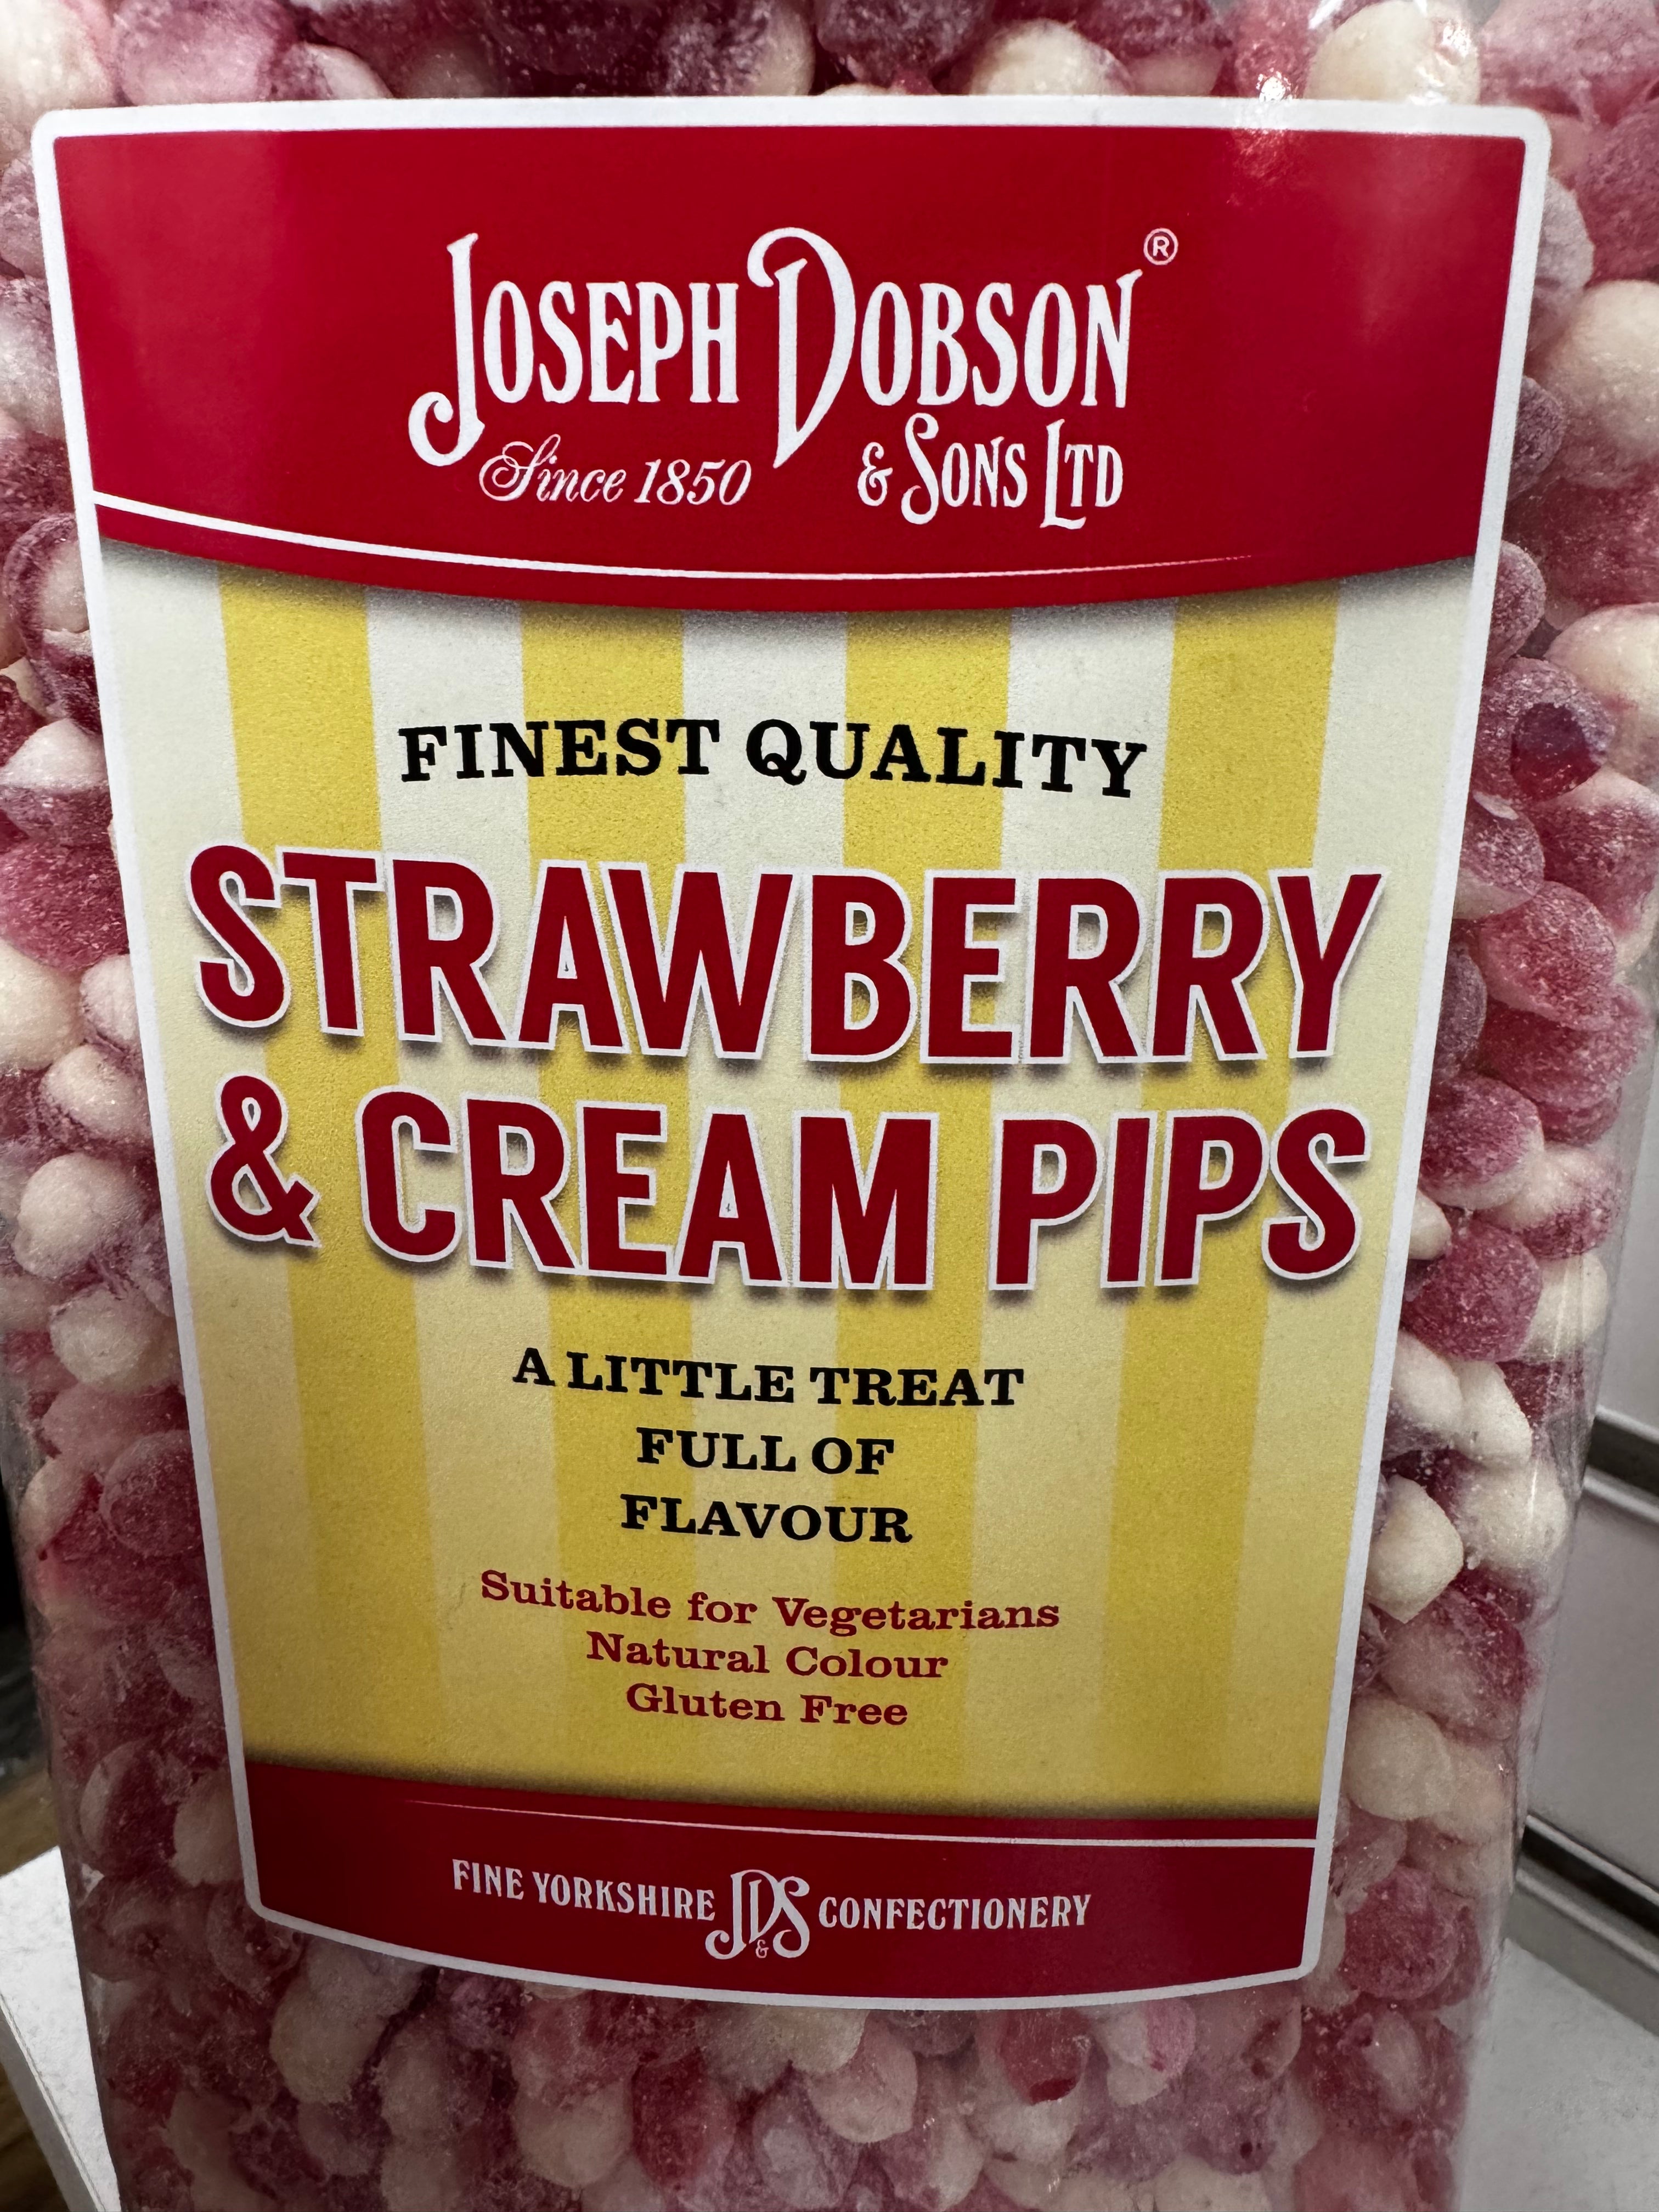 JOSEPH DOBSON®
Since 1850 & SONS LTD
FINEST QUALITY
STRAWBERRY
& CREAM PIPS
A LITTLE TREAT
FULL OF
FLAVOUR
Suitable for Vegetarians
Natural Colour
Gluten Free
FINE YORKSHIRE JD&S CONFECTIONERY